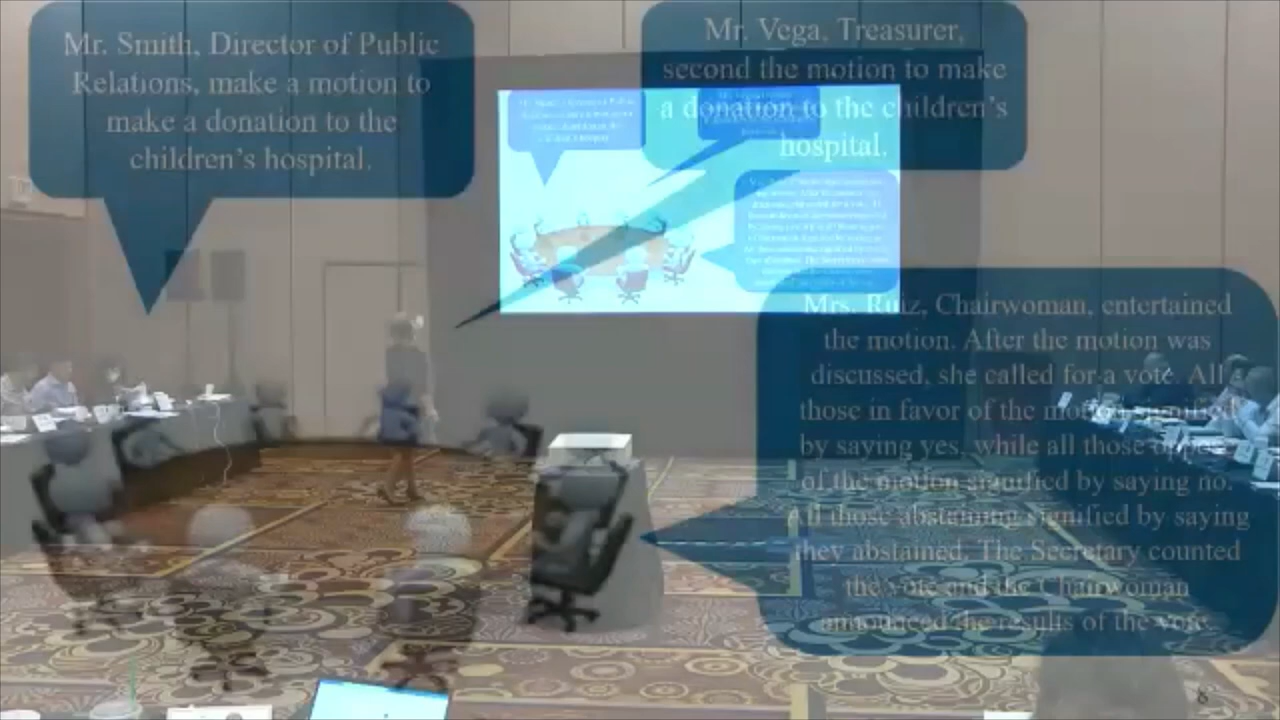 Mr. Smith, Director of Public
Relations, make a motion to
make a donation to the
children's hospital.
Mr. Vega, Treasurer,
second the motion to make
a donation to the children's
hospital.
Mrs. Ruiz, Chairwoman, entertained
the motion. After the motion was
discussed, she called for a vote. All
those in favor of the motion signified
by saying yes, while all those
of the motion signified by saying no.
All those abstaining signified by saying
they abstained. The Secretary counted
the vote and the Chairwoman
announced the results of the vote.